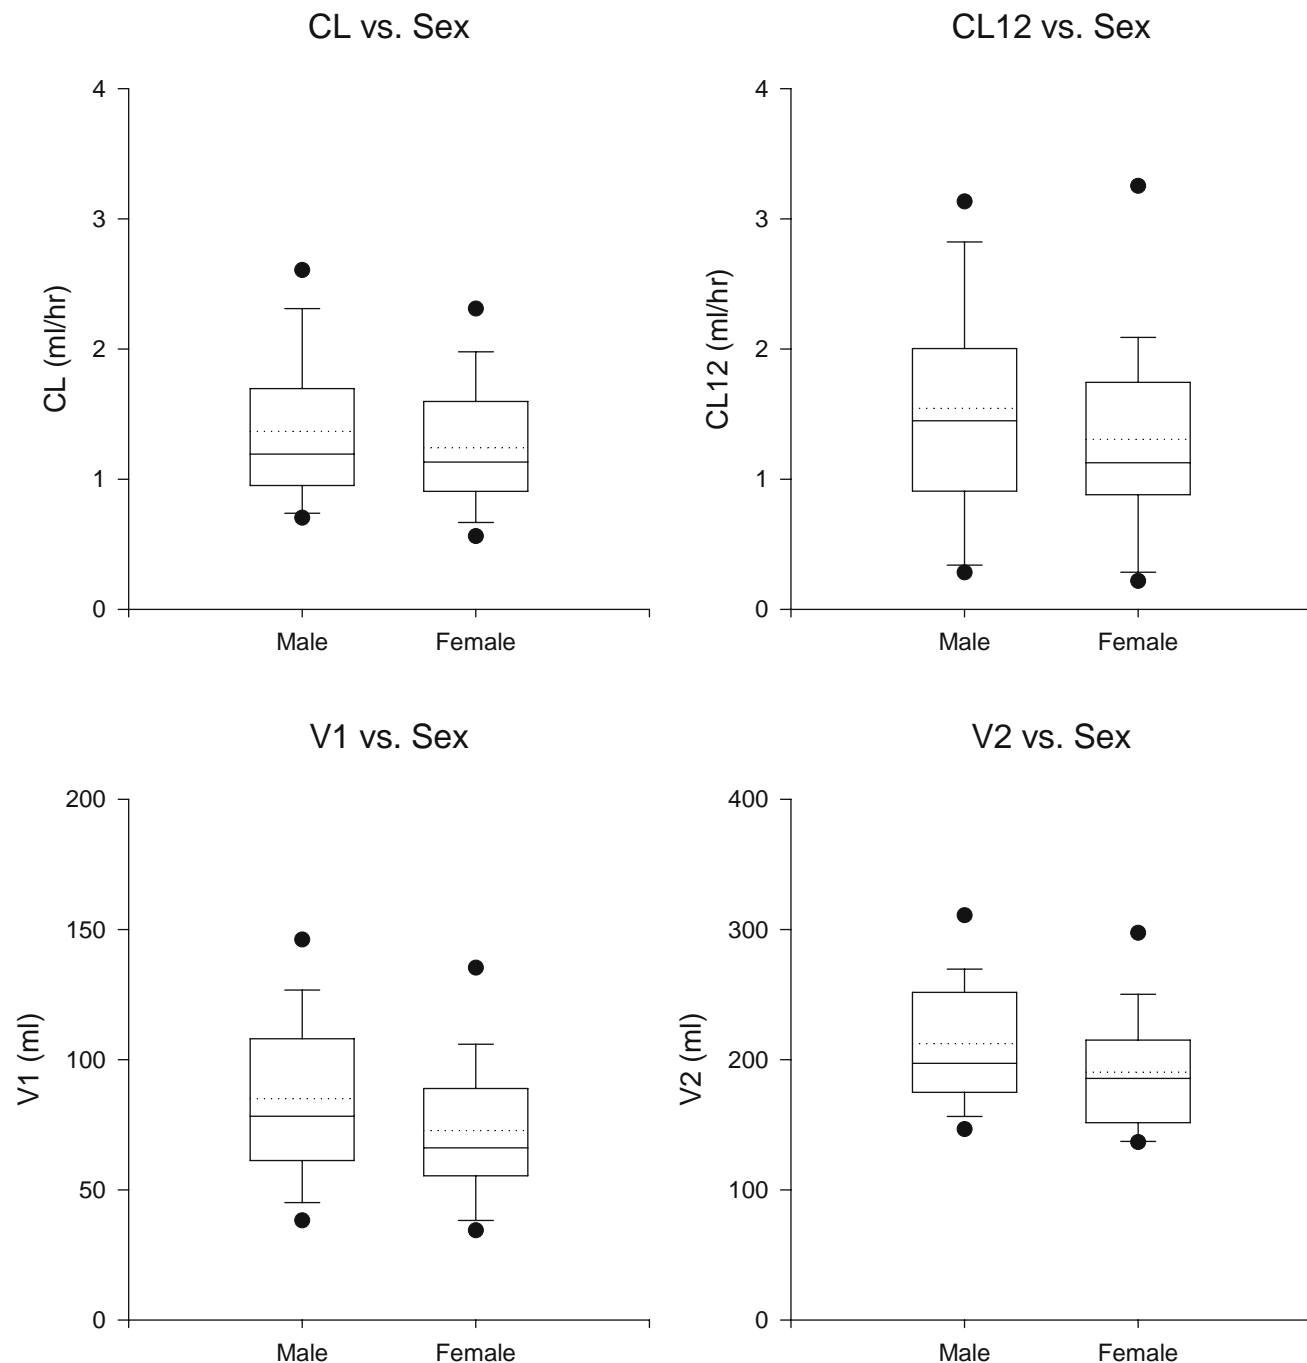 CL vs. Sex
CL (ml/hr)
4
3
2
1
0
Male Female
CL12 vs. Sex
CL12 (ml/hr)
4
3
2
1
0
Male Female
V1 vs. Sex
V1 (ml)
200
150
100
50
0
Male Female
V2 vs. Sex
V2 (ml)
400
300
200
100
0
Male Female